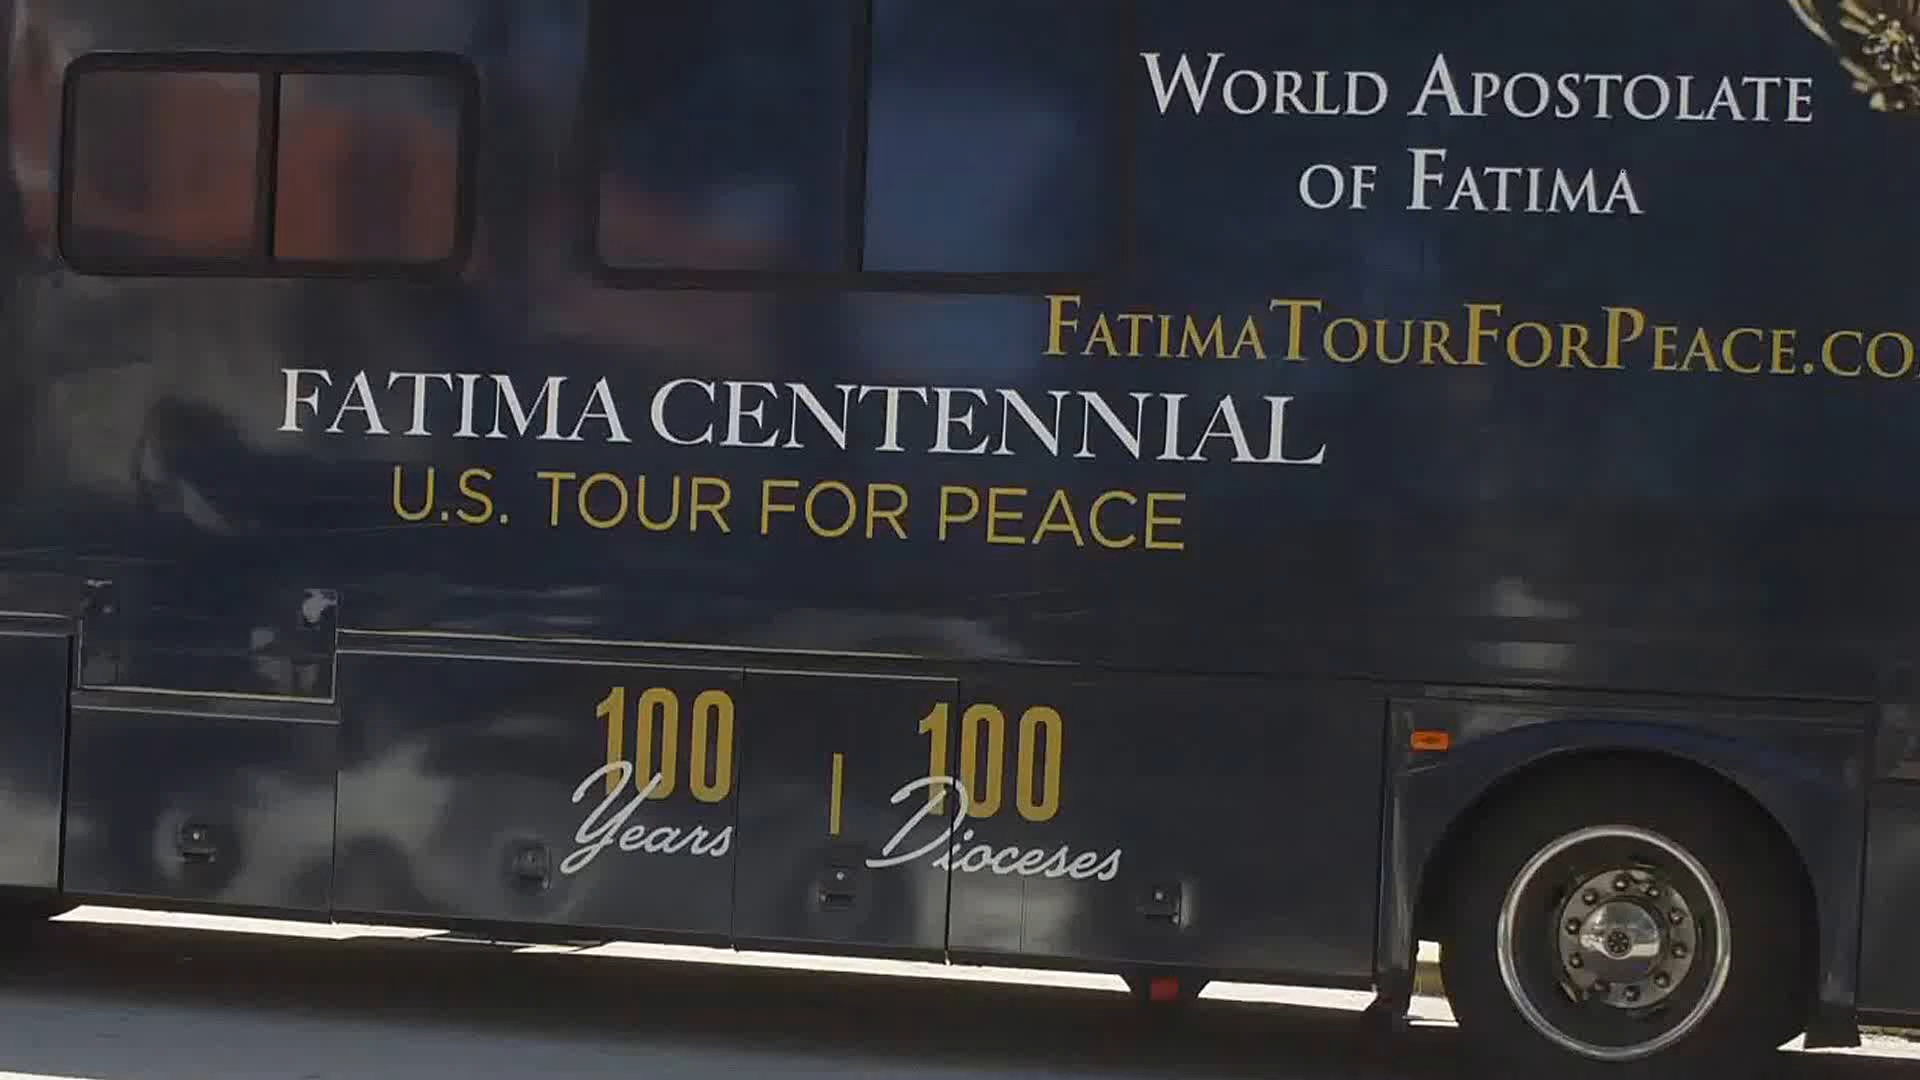 WORLD APOSTOLATE
OF FATIMA
FATIMATOURFORPEACE.CO
FATIMA CENTENNIAL
U.S. TOUR FOR PEACE
100 Years | 100 Dioceses